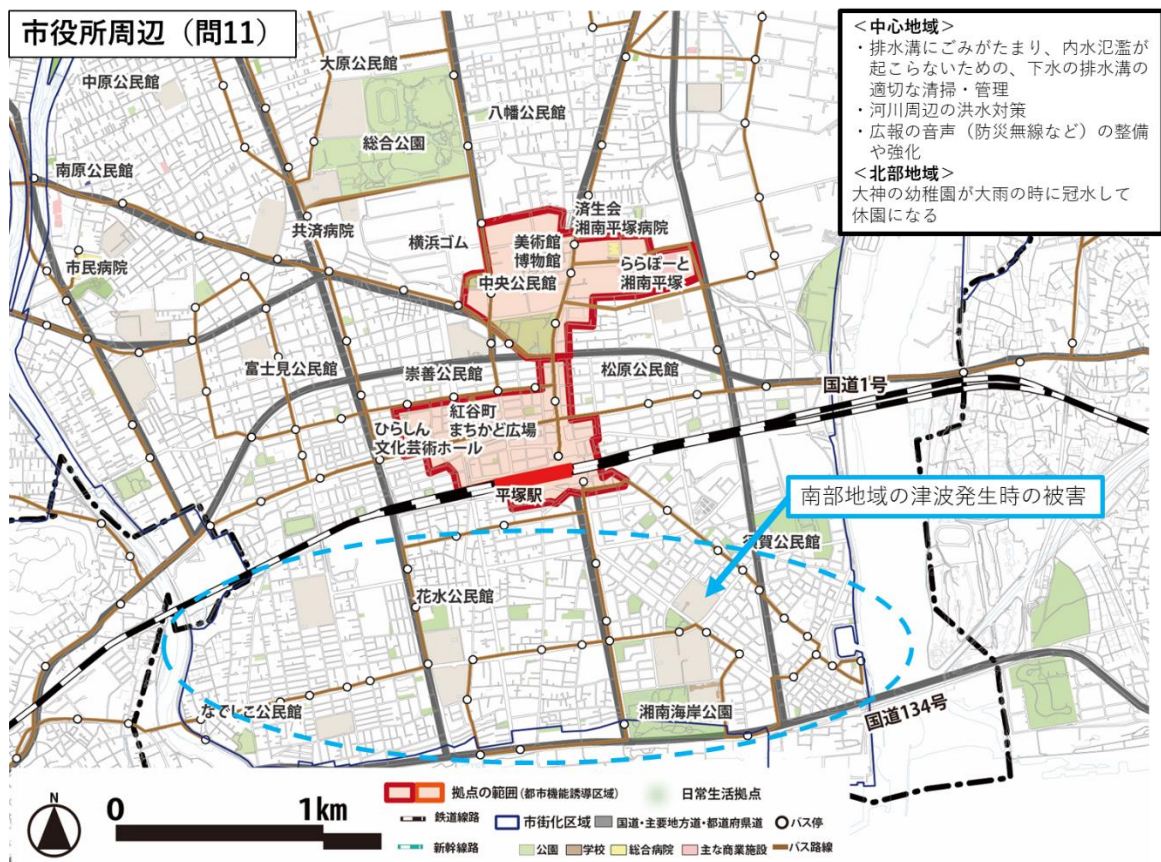 市役所周辺（問11）
＜中心地域＞
・排水溝にごみがたまり、内水氾濫が
起こらないための、下水の排水溝の
適切な清掃・管理
・河川周辺の洪水対策
・広報の音声（防災無線など）の整備
や強化
＜北部地域＞
大神の幼稚園が大雨の時に冠水して
休園になる
大原公民館
中原公民館
八幡公民館
総合公園
南原公民館
済生会
湘南平塚病院
共済病院
横浜ゴム
美術館
博物館
市民病院
中央公民館
ららぽーと
湘南平塚
富士見公民館
崇善公民館
松原公民館
国道1号
紅谷町
まちかど広場
ひらしん
文化芸術ホール
平塚駅
南部地域の津波発生時の被害
須賀公民館
花水公民館
なでしこ公民館
湘南海岸公園
国道134号
N
0 1km
拠点の範囲(都市機能誘導区域) 日常生活拠点
鉄道線路 市街化区域 国道・主要地方道・都道府県道 バス停
新幹線路 公園 学校 総合病院 主な商業施設 バス路線